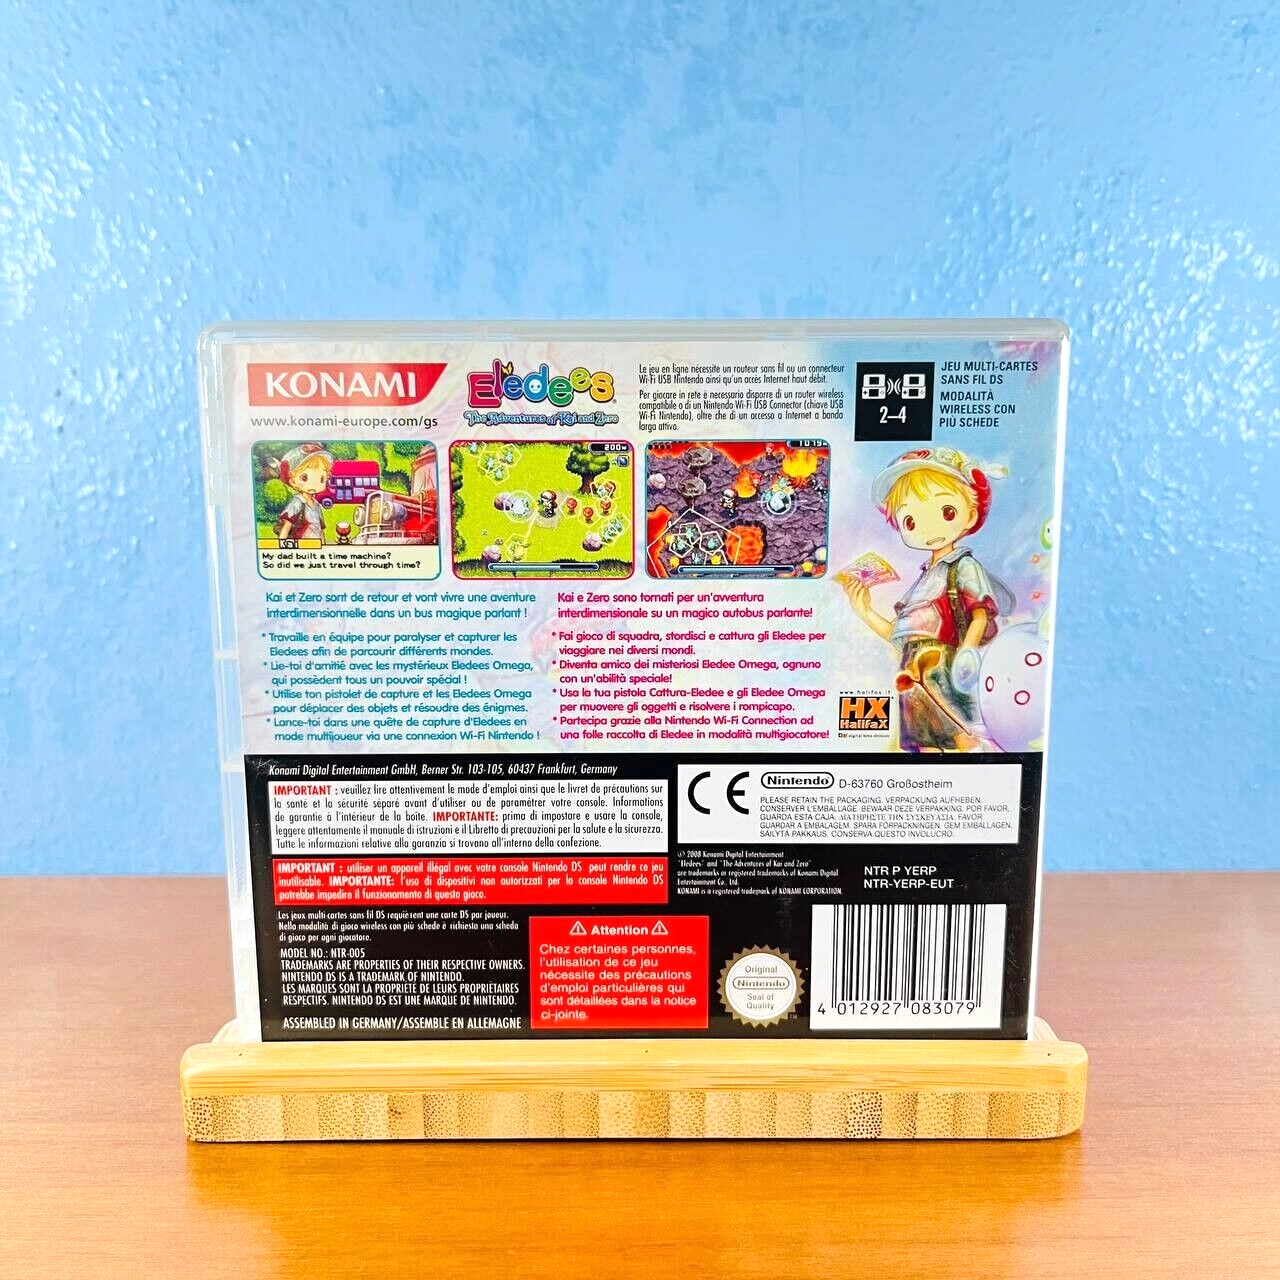 KONAMI
www.konami-europe.com/gs
Eledees
The Adventures of Kai and Zero
Le jeu en ligne nécessite un routeur sans fil ou un connecteur
Wi-Fi USB Nintendo ainsi qu'un accès Internet haut débit.
Per giocare in rete è necessario disporre di un router wireless
compatibile o di un Nintendo Wi-Fi USB Connector (chiave USB
Wi-Fi Nintendo), oltre che di un accesso a Internet a banda
larga attivo.
2–4
JEU MULTI-CARTES
SANS FIL DS
MODALITÀ
WIRELESS CON
PIÙ SCHEDE
Kai
My dad built a time machine?
So did we just travel through time?
200w
Kai et Zero sont de retour et vont vivre une aventure
interdimensionnelle dans un bus magique parlant !
* Travaille en équipe pour paralyser et capturer les
Eledees afin de parcourir différents mondes.
* Lie-toi d'amitié avec les mystérieux Eledees Omega,
qui possèdent tous un pouvoir spécial !
* Utilise ton pistolet de capture et les Eledees Omega
pour déplacer des objets et résoudre des énigmes.
* Lance-toi dans une quête de capture d'Eledees en
mode multijoueur via une connexion Wi-Fi Nintendo !
Kai e Zero sono tornati per un'avventura
interdimensionale su un magico autobus parlante!
* Fai gioco di squadra, stordisci e cattura gli Eledee per
viaggiare nei diversi mondi.
* Diventa amico dei misteriosi Eledee Omega, ognuno
con un'abilità speciale!
* Usa la tua pistola Cattura-Eledee e gli Eledee Omega
per muovere gli oggetti e risolvere i rompicapo.
* Partecipa grazie alla Nintendo Wi-Fi Connection ad
una folle raccolta di Eledee in modalità multigiocatore!
www.halifax.it
HX
HalifaX
digital bros division
Konami Digital Entertainment GmbH, Berner Str. 103-105, 60437 Frankfurt, Germany
IMPORTANT : veuillez lire attentivement le mode d'emploi ainsi que le livret de précautions sur
la santé et la sécurité séparé avant d'utiliser ou de paramétrer votre console. Informations
de garantie à l'intérieur de la boîte. IMPORTANTE: prima di impostare e usare la console,
leggere attentamente il manuale di istruzioni e il Libretto di precauzioni per la salute e la sicurezza.
Tutte le informazioni relative alla garanzia si trovano all'interno della confezione.
IMPORTANT : utiliser un appareil illégal avec votre console Nintendo DS peut rendre ce jeu
inutilisable. IMPORTANTE: l'uso di dispositivi non autorizzati per la console Nintendo DS
potrebbe impedire il funzionamento di questo gioco.
Les jeux multi-cartes sans fil DS requièrent une carte DS par joueur.
Nella modalità di gioco wireless con più schede è richiesta una scheda
di gioco per ogni giocatore.
MODEL NO.: NTR-005
TRADEMARKS ARE PROPERTIES OF THEIR RESPECTIVE OWNERS.
NINTENDO DS IS A TRADEMARK OF NINTENDO.
LES MARQUES SONT LA PROPRIÉTÉ DE LEURS PROPRIÉTAIRES
RESPECTIFS. NINTENDO DS EST UNE MARQUE DE NINTENDO.
ASSEMBLED IN GERMANY/ASSEMBLE EN ALLEMAGNE
Attention
Chez certaines personnes,
l'utilisation de ce jeu
nécessite des précautions
d'emploi particulières qui
sont détaillées dans la notice
ci-jointe.
CE
Nintendo D-63760 Großostheim
PLEASE RETAIN THE PACKAGING. VERPACKUNG AUFHEBEN.
CONSERVER L'EMBALLAGE. BEWAAR DEZE VERPAKKING. POR FAVOR,
GUARDA ESTA CAJA. ΔΙΑΤΗΡΗΣΤΕ ΤΗΝ ΣΥΣΚΕΥΑΣΙΑ. FAVOR
GUARDAR A EMBALAGEM. SPARA FÖRPACKNINGEN. GEM EMBALLAGEN.
SÄILYTÄ PAKKAUS. CONSERVA QUESTO INVOLUCRO.
© 2008 Konami Digital Entertainment
"Eledees" and "The Adventures of Kai and Zero"
are trademarks or registered trademarks of Konami Digital
Entertainment Co., Ltd.
KONAMI is a registered trademark of KONAMI CORPORATION.
NTR P YERP
NTR-YERP-EUT
Original
Nintendo
Seal of
Quality
TM
4 012927 083079